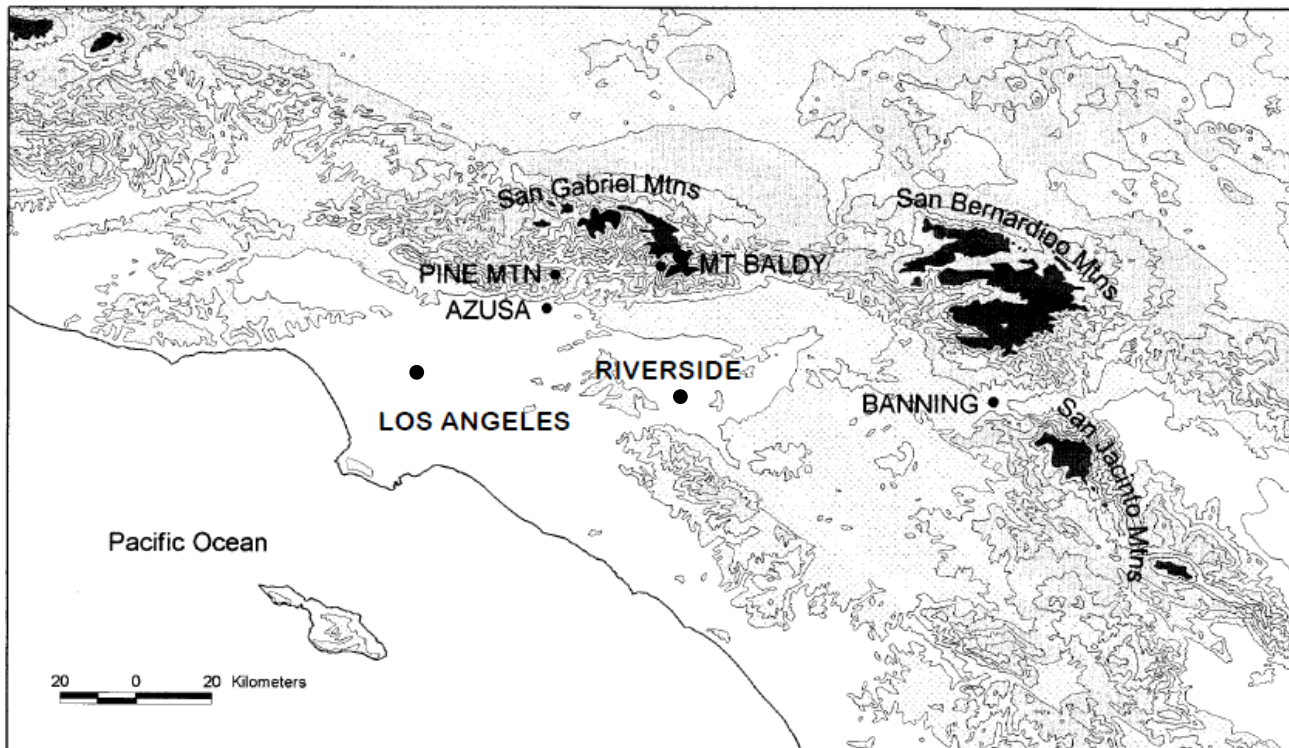 San Gabriel Mtns
San Bernardino Mtns
PINE MTN
MT BALDY
AZUSA
RIVERSIDE
BANNING
LOS ANGELES
San Jacinto Mtns
Pacific Ocean
20 0 20 Kilometers